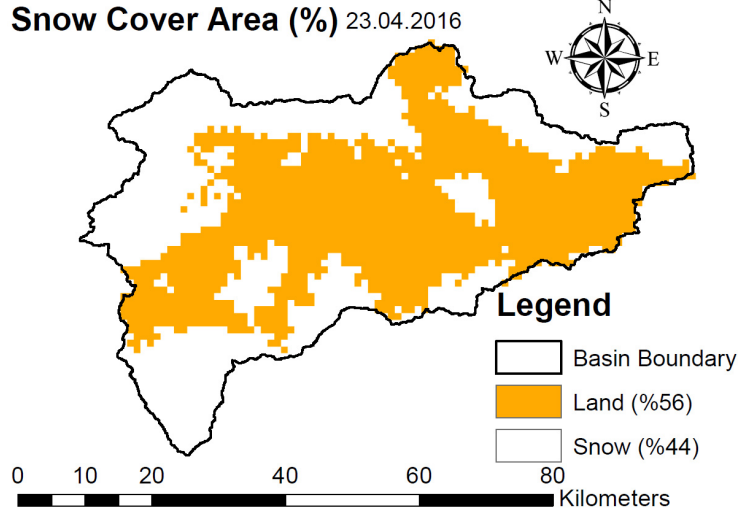 Snow Cover Area (%) 23.04.2016
N
W E
S
Legend
Basin Boundary
Land (%56)
Snow (%44)
0 10 20 40 60 80
Kilometers